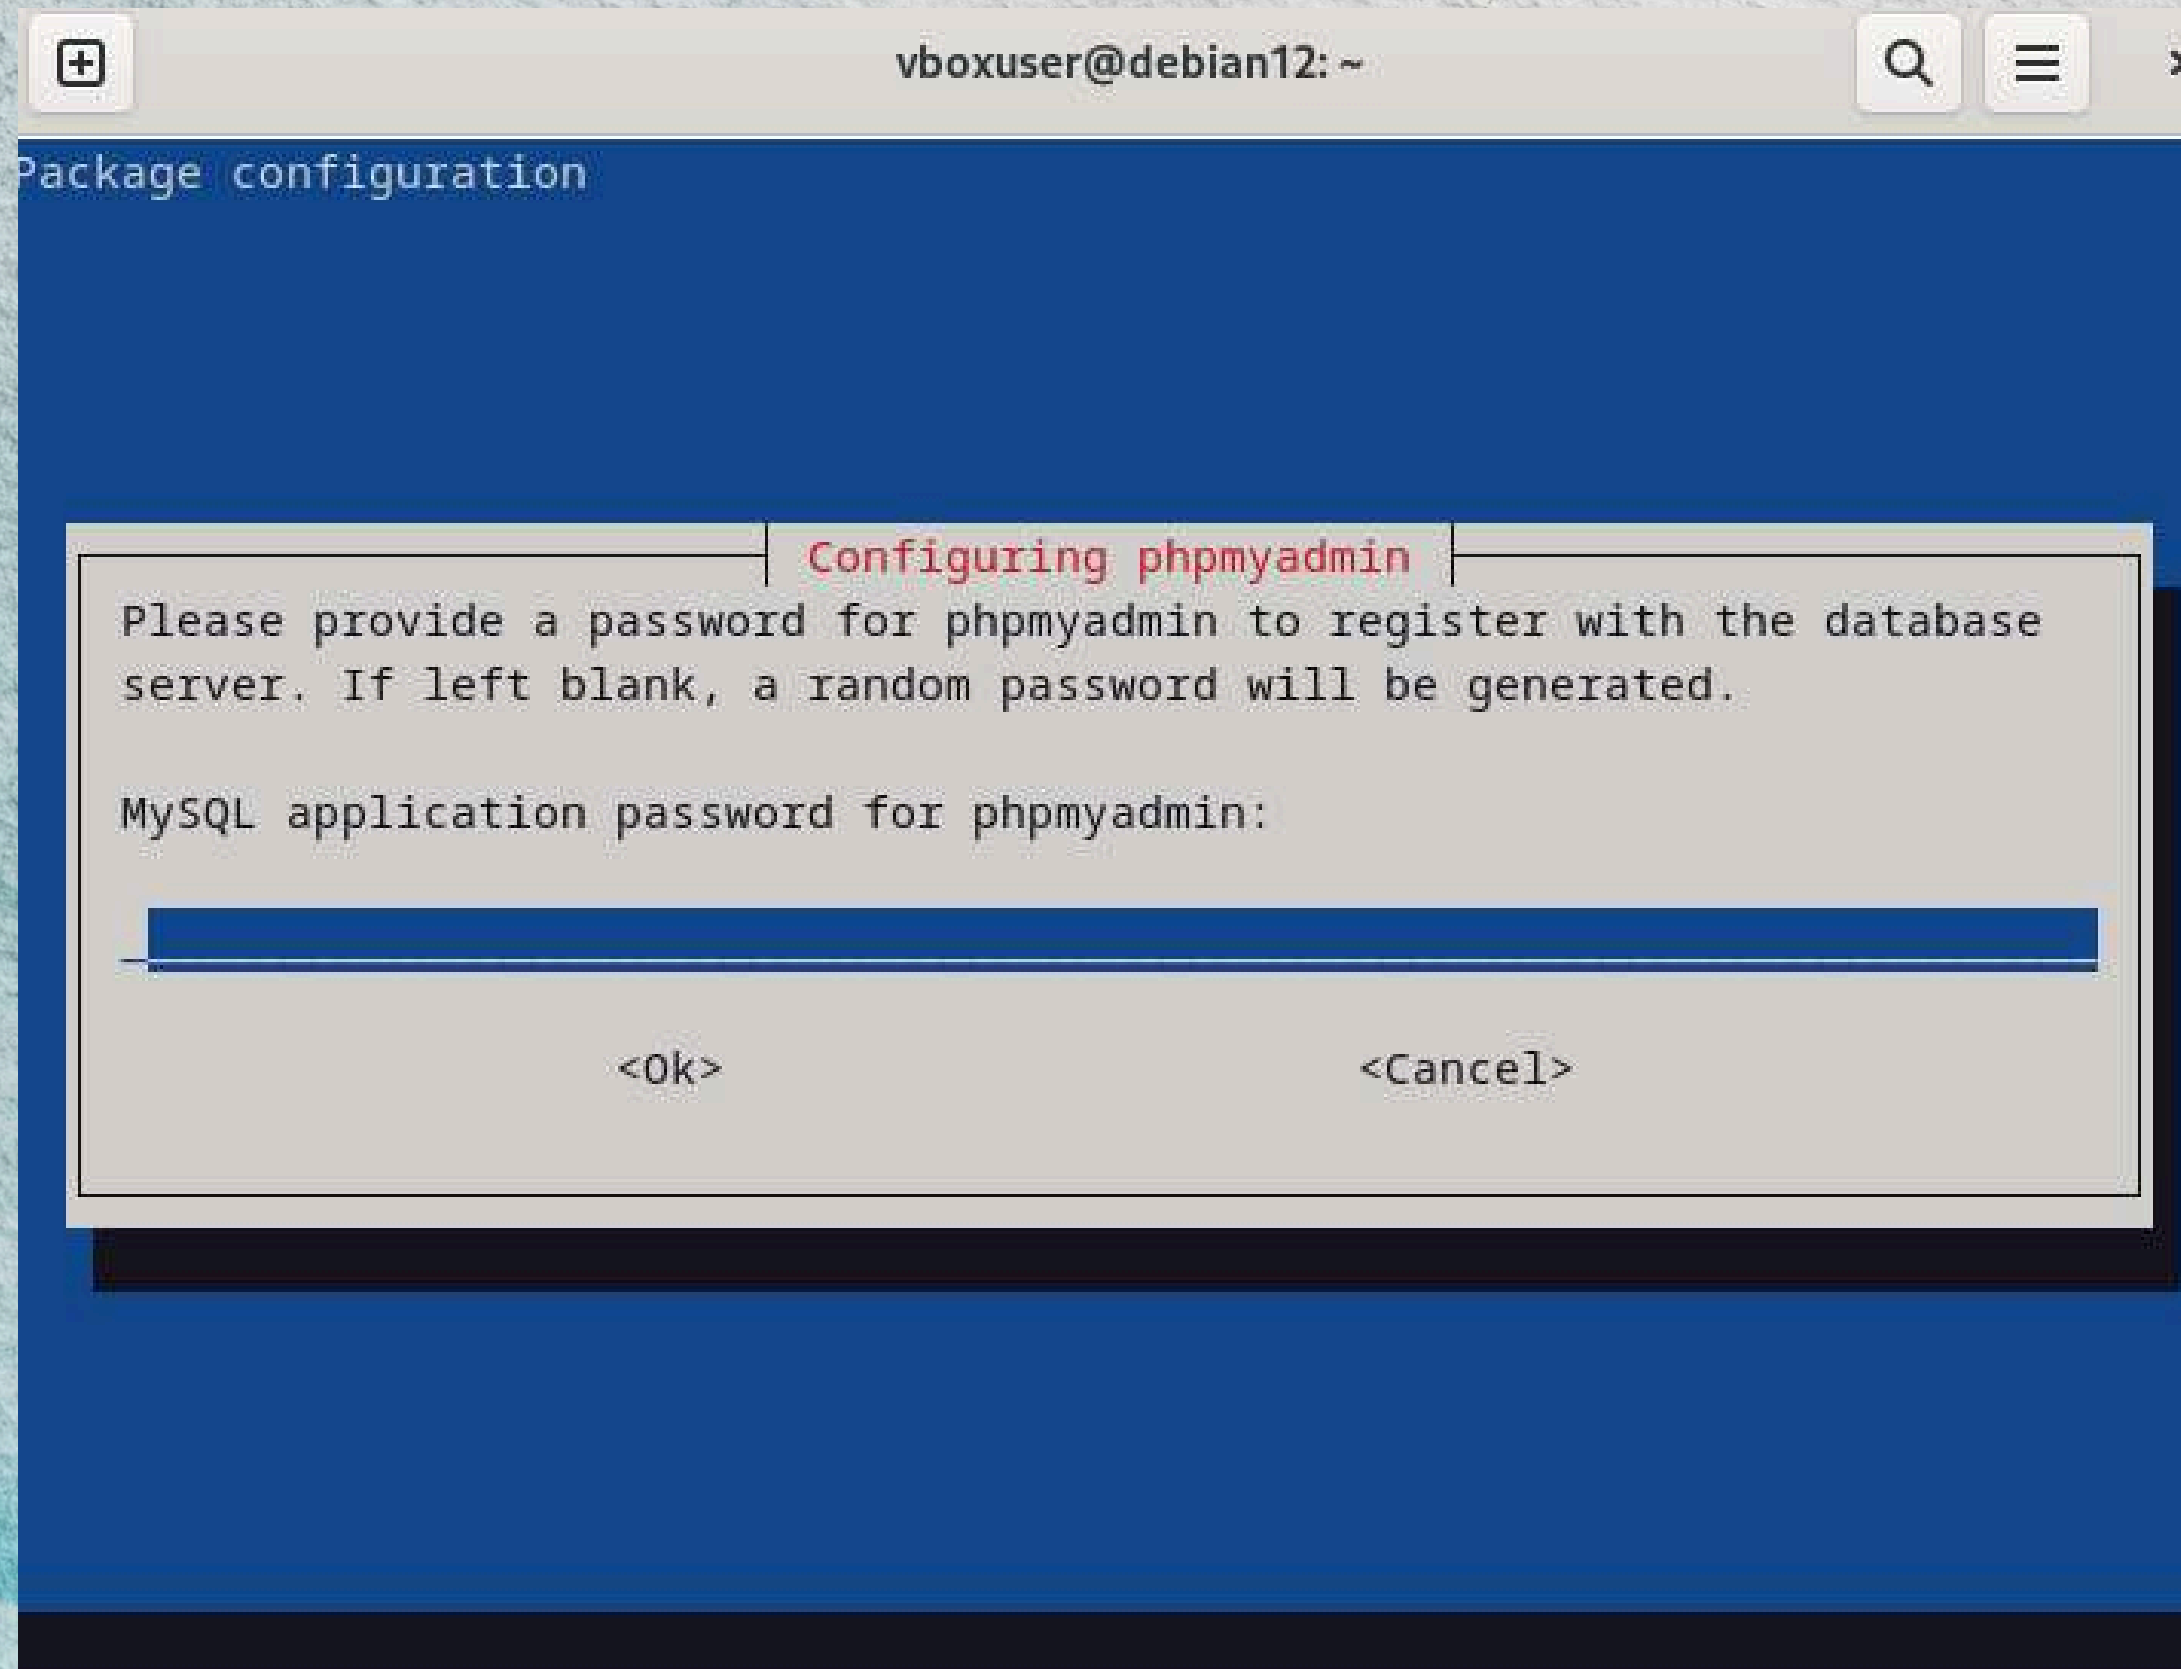 vboxuser@debian12: ~
Package configuration
Configuring phpmyadmin
Please provide a password for phpmyadmin to register with the database
server. If left blank, a random password will be generated.
MySQL application password for phpmyadmin:
<Ok> <Cancel>